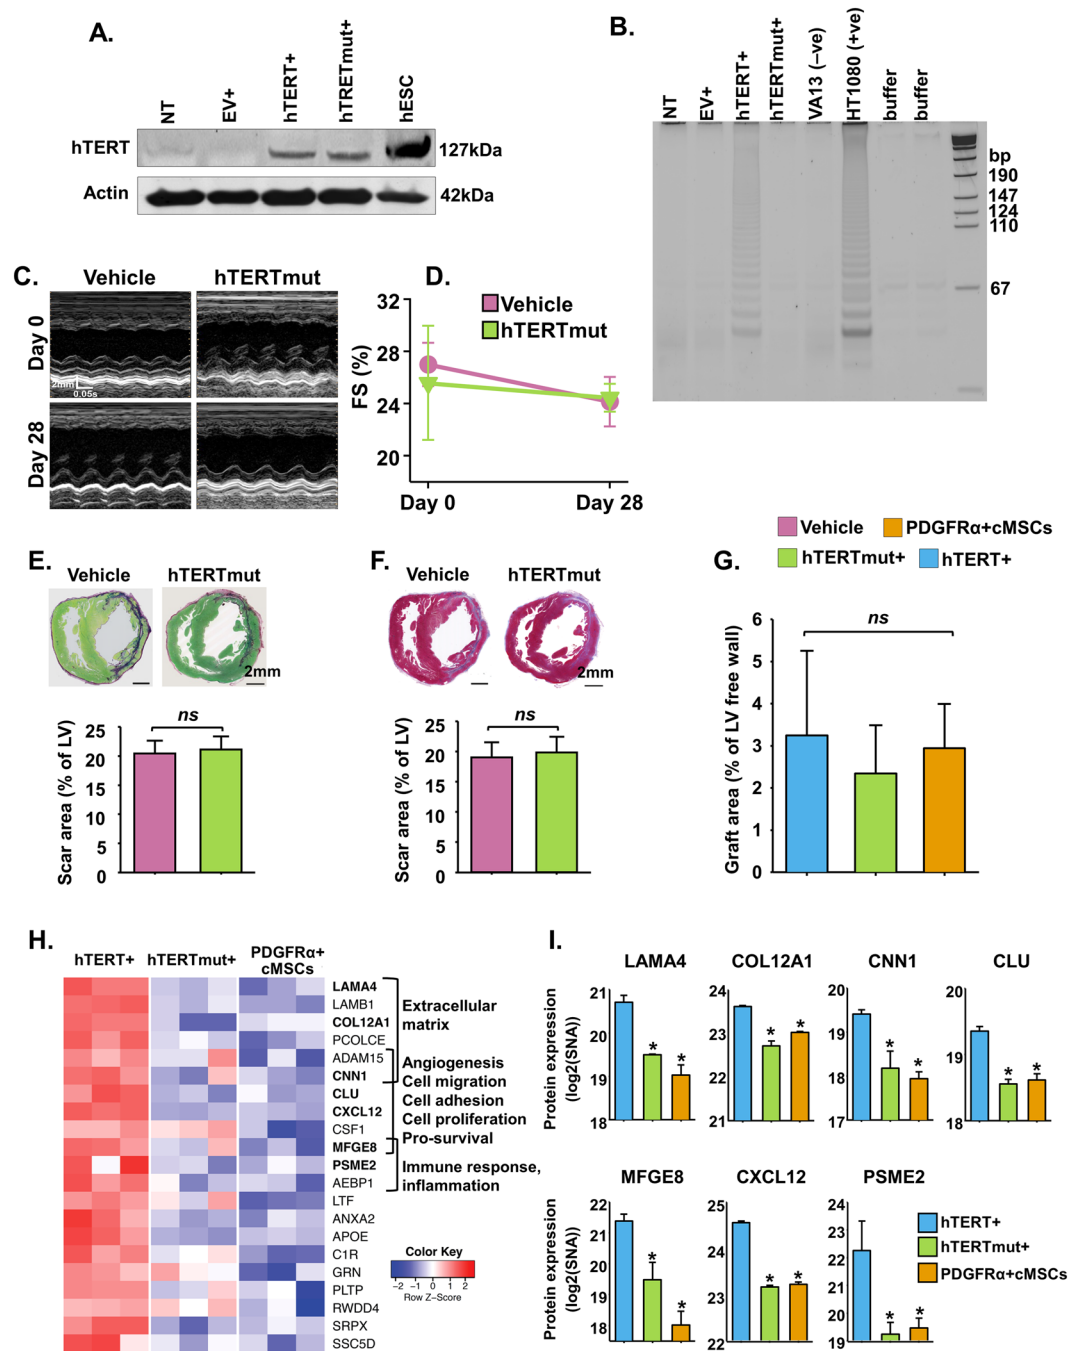 A.
NT
EV+
hTERT+
hTRETmut+
hESC
hTERT
127kDa
Actin
42kDa
B.
NT
EV+
hTERT+
hTERTmut+
VA13 (–ve)
HT1080 (+ve)
buffer
buffer
bp
190
147
124
110
67
C.
Vehicle
hTERTmut
Day 0
2mm
0.05s
Day 28
D.
Vehicle
hTERTmut
FS (%)
32
28
24
20
Day 0
Day 28
E.
Vehicle
hTERTmut
2mm
ns
Scar area (% of LV)
25
20
15
10
5
0
F.
Vehicle
hTERTmut
2mm
ns
Scar area (% of LV)
25
20
15
10
5
0
Vehicle
PDGFRα+cMSCs
hTERTmut+
hTERT+
G.
ns
Graft area (% of LV free wall)
6
5
4
3
2
1
0
H.
hTERT+
hTERTmut+
PDGFRα+
cMSCs
LAMA4
LAMB1
COL12A1
PCOLCE
ADAM15
CNN1
CLU
CXCL12
CSF1
MFGE8
PSME2
AEBP1
LTF
ANXA2
APOE
C1R
GRN
PLTP
RWDD4
SRPX
SSC5D
Extracellular
matrix
Angiogenesis
Cell migration
Cell adhesion
Cell proliferation
Pro-survival
Immune response,
inflammation
Color Key
−2 −1 0 1 2
Row Z−Score
I.
LAMA4
Protein expression
(log2(SNA))
21
20
19
18
* *
COL12A1
24
23
22
21
* *
CNN1
20
19
18
17
* *
CLU
20
19
18
* *
MFGE8
Protein expression
(log2(SNA))
22
21
20
19
18
* *
CXCL12
25
24
23
22
* *
PSME2
24
23
22
21
20
19
* *
hTERT+
hTERTmut+
PDGFRα+cMSCs